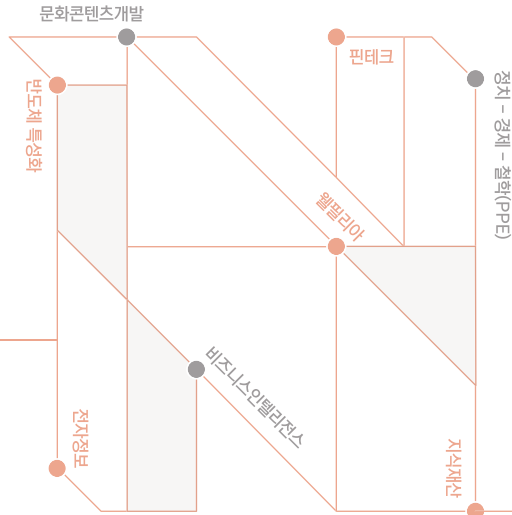 문화콘텐츠개발
핀테크
반도체 특성화
정치 - 경제 - 철학(PPE)
웰필리아
비즈니스인텔리전스
전자정보
지식재산